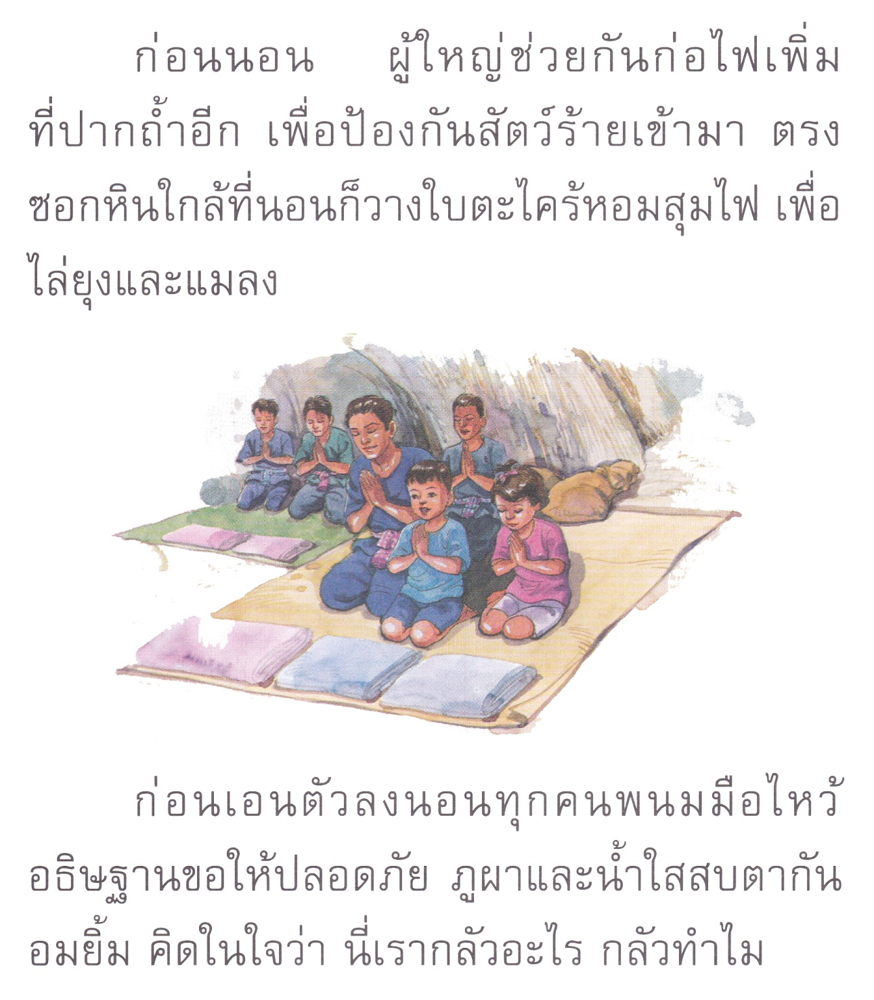 ก่อนนอน ผู้ใหญ่ช่วยกันก่อไฟเพิ่ม
ที่ปากถ้ำอีก เพื่อป้องกันสัตว์ร้ายเข้ามา ตรง
ซอกหินใกล้ที่นอนก็วางใบตะไคร้หอมสุมไฟ เพื่อ
ไล่ยุงและแมลง
ก่อนเอนตัวลงนอนทุกคนพนมมือไหว้
อธิษฐานขอให้ปลอดภัย ภูผาและน้ำใสสบตากัน
อมยิ้ม คิดในใจว่า นี่เรากลัวอะไร กลัวทำไม